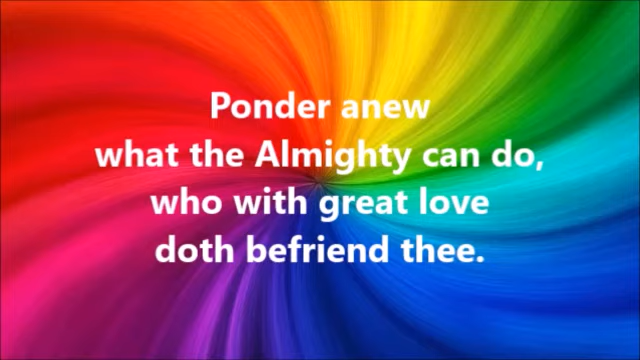 Ponder anew
what the Almighty can do,
who with great love
doth befriend thee.